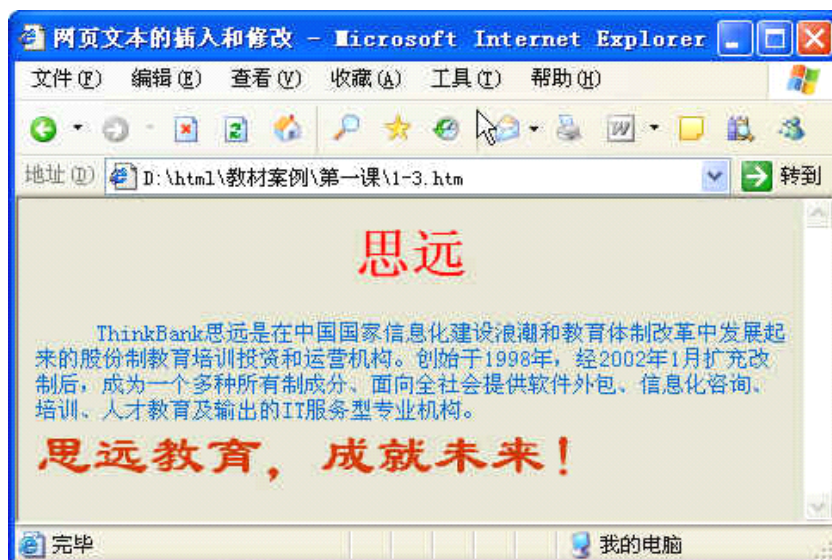 网页文本的插入和修改 - Microsoft Internet Explorer
文件(F) 编辑(E) 查看(V) 收藏(A) 工具(T) 帮助(H)
地址(D) D:\html\教材案例\第一课\1-3.htm 转到
思远
ThinkBank思远是在中国国家信息化建设浪潮和教育体制改革中发展起
来的股份制教育培训投资和运营机构。创始于1998年，经2002年1月扩充改
制后，成为一个多种所有制成分、面向全社会提供软件外包、信息化咨询、
培训、人才教育及输出的IT服务型专业机构。
思远教育，成就未来！
完毕 我的电脑